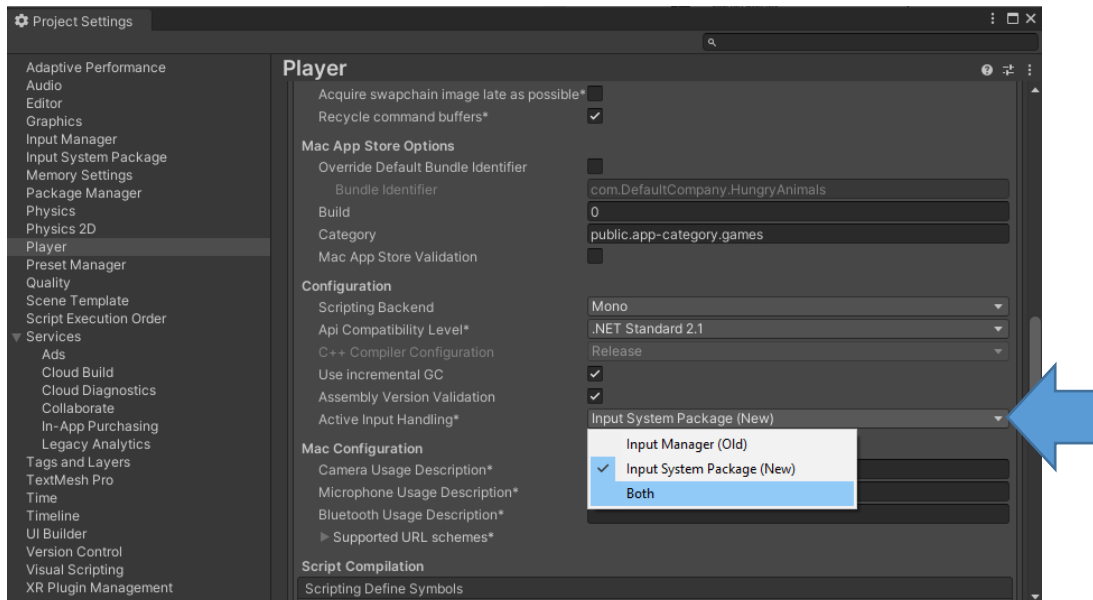 Project Settings
Player
Adaptive Performance
Audio
Editor
Graphics
Input Manager
Input System Package
Memory Settings
Package Manager
Physics
Physics 2D
Player
Preset Manager
Quality
Scene Template
Script Execution Order
Services
Ads
Cloud Build
Cloud Diagnostics
Collaborate
In-App Purchasing
Legacy Analytics
Tags and Layers
TextMesh Pro
Time
Timeline
UI Builder
Version Control
Visual Scripting
XR Plugin Management
Acquire swapchain image late as possible*
Recycle command buffers*
Mac App Store Options
Override Default Bundle Identifier
Bundle Identifier com.DefaultCompany.HungryAnimals
Build 0
Category public.app-category.games
Mac App Store Validation
Configuration
Scripting Backend Mono
Api Compatibility Level* .NET Standard 2.1
C++ Compiler Configuration Release
Use incremental GC
Assembly Version Validation
Active Input Handling* Input System Package (New)
Input Manager (Old)
Input System Package (New)
Both
Mac Configuration
Camera Usage Description*
Microphone Usage Description*
Bluetooth Usage Description*
Supported URL schemes*
Script Compilation
Scripting Define Symbols